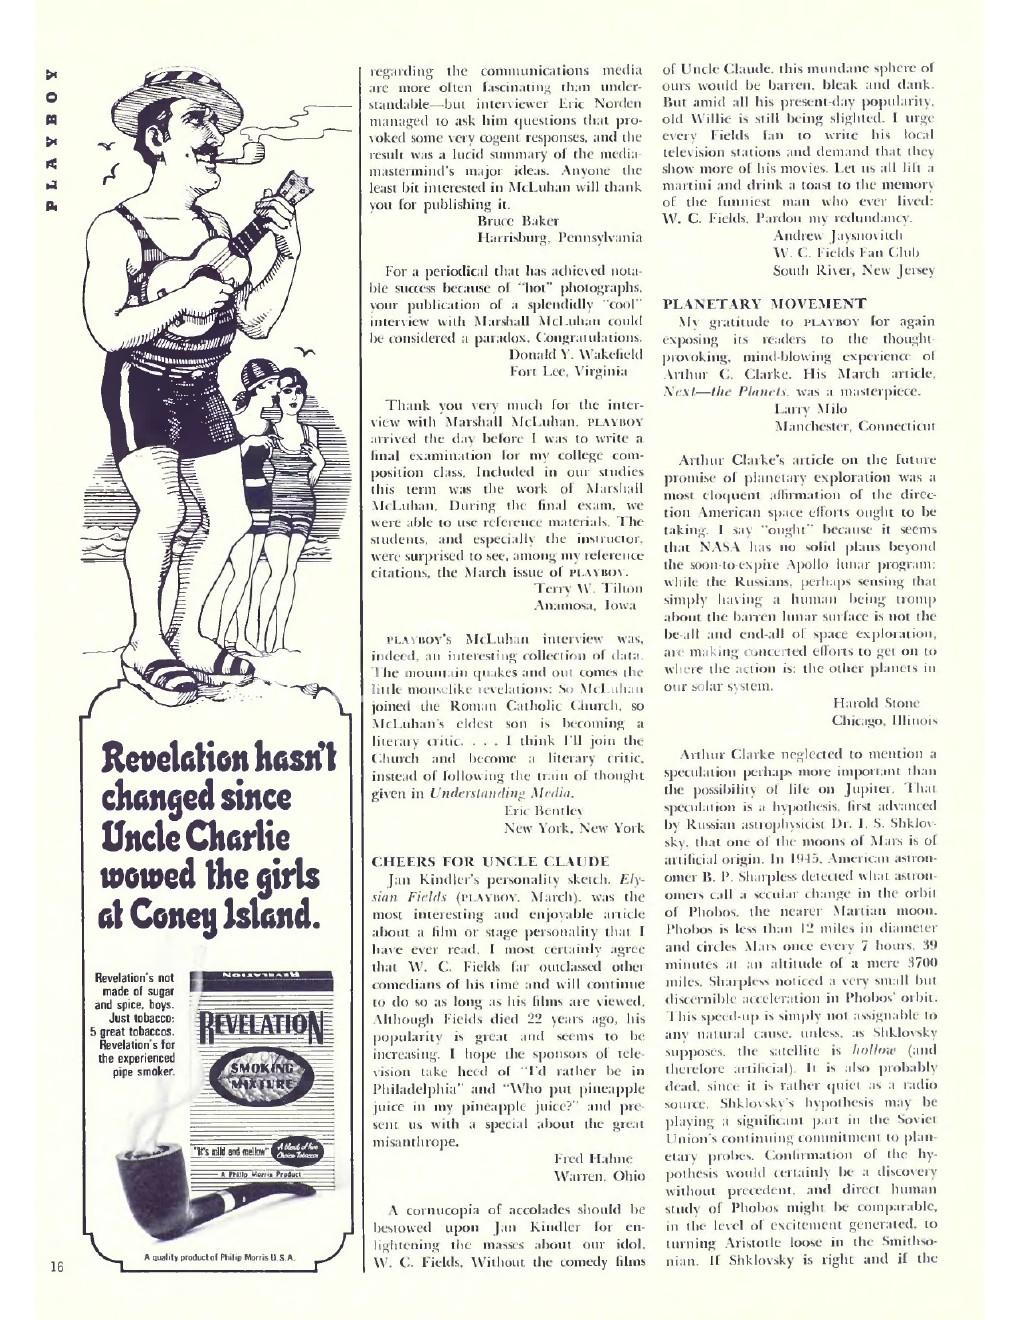 PLAYBOY
Revelation hasn't
changed since
Uncle Charlie
wowed the girls
at Coney Island.
Revelation's not
made of sugar
and spice, boys.
Just tobacco:
5 great tobaccos.
Revelation's for
the experienced
pipe smoker.
REVELATION
REVELATION
SMOKING
MIXTURE
"It's mild and mellow"
A blend of five
Choice Tobaccos
A Philip Morris Product
A quality product of Philip Morris U.S.A.
16
regarding the communications media
are more often fascinating than under-
standable—but interviewer Eric Norden
managed to ask him questions that pro-
voked some very cogent responses, and the
result was a lucid summary of the media-
mastermind's major ideas. Anyone the
least bit interested in McLuhan will thank
you for publishing it.
Bruce Baker
Harrisburg, Pennsylvania
For a periodical that has achieved nota-
ble success because of "hot" photographs,
your publication of a splendidly "cool"
interview with Marshall McLuhan could
be considered a paradox. Congratulations.
Donald Y. Wakefield
Fort Lee, Virginia
Thank you very much for the inter-
view with Marshall McLuhan. PLAYBOY
arrived the day before I was to write a
final examination for my college com-
position class. Included in our studies
this term was the work of Marshall
McLuhan. During the final exam, we
were able to use reference materials. The
students, and especially the instructor,
were surprised to see, among my reference
citations, the March issue of PLAYBOY.
Terry W. Tilton
Anamosa, Iowa
PLAYBOY's McLuhan interview was,
indeed, an interesting collection of data.
The mountain quakes and out comes the
little mouselike revelations: So McLuhan
joined the Roman Catholic Church, so
McLuhan's eldest son is becoming a
literary critic. . . . I think I'll join the
Church and become a literary critic,
instead of following the train of thought
given in Understanding Media.
Eric Bentley
New York, New York
CHEERS FOR UNCLE CLAUDE
Jan Kindler's personality sketch, Ely-
sian Fields (PLAYBOY, March), was the
most interesting and enjoyable article
about a film or stage personality that I
have ever read. I most certainly agree
that W. C. Fields far outclassed other
comedians of his time and will continue
to do so as long as his films are viewed.
Although Fields died 22 years ago, his
popularity is great and seems to be
increasing. I hope the sponsors of tele-
vision take heed of "I'd rather be in
Philadelphia" and "Who put pineapple
juice in my pineapple juice?" and pre-
sent us with a special about the great
misanthrope.
Fred Hahne
Warren, Ohio
A cornucopia of accolades should be
bestowed upon Jan Kindler for en-
lightening the masses about our idol,
W. C. Fields. Without the comedy films
of Uncle Claude, this mundane sphere of
ours would be barren, bleak and dank.
But amid all his present-day popularity,
old Willie is still being slighted. I urge
every Fields fan to write his local
television stations and demand that they
show more of his movies. Let us all lift a
martini and drink a toast to the memory
of the funniest man who ever lived:
W. C. Fields. Pardon my redundancy.
Andrew Jaysnovitch
W. C. Fields Fan Club
South River, New Jersey
PLANETARY MOVEMENT
My gratitude to PLAYBOY for again
exposing its readers to the thought-
provoking, mind-blowing experience of
Arthur C. Clarke. His March article,
Next—the Planets, was a masterpiece.
Larry Milo
Manchester, Connecticut
Arthur Clarke's article on the future
promise of planetary exploration was a
most eloquent affirmation of the direc-
tion American space efforts ought to be
taking. I say "ought" because it seems
that NASA has no solid plans beyond
the soon-to-expire Apollo lunar program;
while the Russians, perhaps sensing that
simply having a human being tromp
about the barren lunar surface is not the
be-all and end-all of space exploration,
are making concerted efforts to get on to
where the action is: the other planets in
our solar system.
Harold Stone
Chicago, Illinois
Arthur Clarke neglected to mention a
speculation perhaps more important than
the possibility of life on Jupiter. That
speculation is a hypothesis, first advanced
by Russian astrophysicist Dr. I. S. Shklov-
sky, that one of the moons of Mars is of
artificial origin. In 1945, American astron-
omer B. P. Sharpless detected what astron-
omers call a secular change in the orbit
of Phobos, the nearer Martian moon.
Phobos is less than 12 miles in diameter
and circles Mars once every 7 hours, 39
minutes at an altitude of a mere 3700
miles. Sharpless noticed a very small but
discernible acceleration in Phobos' orbit.
This speed-up is simply not assignable to
any natural cause, unless, as Shklovsky
supposes, the satellite is hollow (and
therefore artificial). It is also probably
dead, since it is rather quiet as a radio
source. Shklovsky's hypothesis may be
playing a significant part in the Soviet
Union's continuing commitment to plan-
etary probes. Confirmation of the hy-
pothesis would certainly be a discovery
without precedent, and direct human
study of Phobos might be comparable,
in the level of excitement generated, to
turning Aristotle loose in the Smithso-
nian. If Shklovsky is right and if the